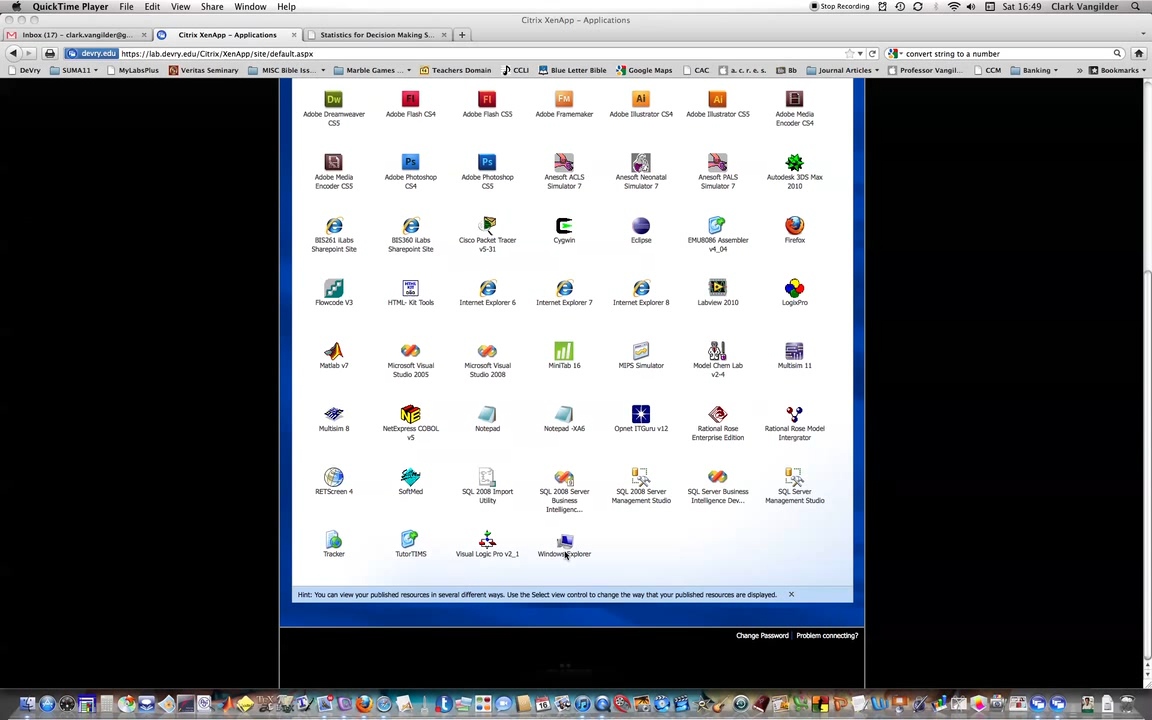 QuickTime Player File Edit View Share Window Help Stop Recording Sat 16:49 Clark Vangilder
Citrix XenApp – Applications
Inbox (17) – clark.vangilder@g... Citrix XenApp – Applications Statistics for Decision Making S...
devry.edu https://lab.devry.edu/Citrix/XenApp/site/default.aspx convert string to a number
DeVry SUMA11 MyLabsPlus Veritas Seminary MISC Bible Iss... Marble Games ... Teachers Domain CCLI Blue Letter Bible Google Maps CAC a. c. r. e. s. Bb Journal Articles Professor Vangil... CCM Banking » Bookmarks
Adobe Dreamweaver CS5
Adobe Flash CS4
Adobe Flash CS5
Adobe Framemaker
Adobe Illustrator CS4
Adobe Illustrator CS5
Adobe Media Encoder CS4
Adobe Media Encoder CS5
Adobe Photoshop CS4
Adobe Photoshop CS5
Anesoft ACLS Simulator 7
Anesoft Neonatal Simulator 7
Anesoft PALS Simulator 7
Autodesk 3DS Max 2010
BIS261 iLabs Sharepoint Site
BIS360 iLabs Sharepoint Site
Cisco Packet Tracer v5-31
Cygwin
Eclipse
EMU8086 Assembler v4_04
Firefox
Flowcode V3
HTML- Kit Tools
Internet Explorer 6
Internet Explorer 7
Internet Explorer 8
Labview 2010
LogixPro
Matlab v7
Microsoft Visual Studio 2005
Microsoft Visual Studio 2008
MiniTab 16
MIPS Simulator
Model Chem Lab v2-4
Multisim 11
Multisim 8
NetExpress COBOL v5
Notepad
Notepad -XA6
Opnet ITGuru v12
Rational Rose Enterprise Edition
Rational Rose Model Intergrator
RETScreen 4
SoftMed
SQL 2008 Import Utility
SQL 2008 Server Business Intelligenc...
SQL 2008 Server Management Studio
SQL Server Business Intelligence Dev...
SQL Server Management Studio
Tracker
TutorTIMS
Visual Logic Pro v2_1
Windows Explorer
Hint: You can view your published resources in several different ways. Use the Select view control to change the way that your published resources are displayed.
Change Password | Problem connecting?